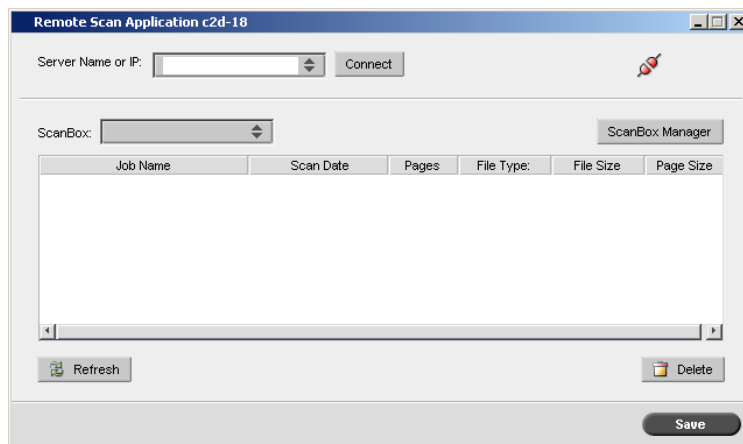 Remote Scan Application c2d-18
Server Name or IP: Connect
ScanBox: ScanBox Manager
Job Name Scan Date Pages File Type: File Size Page Size
Refresh Delete
Save